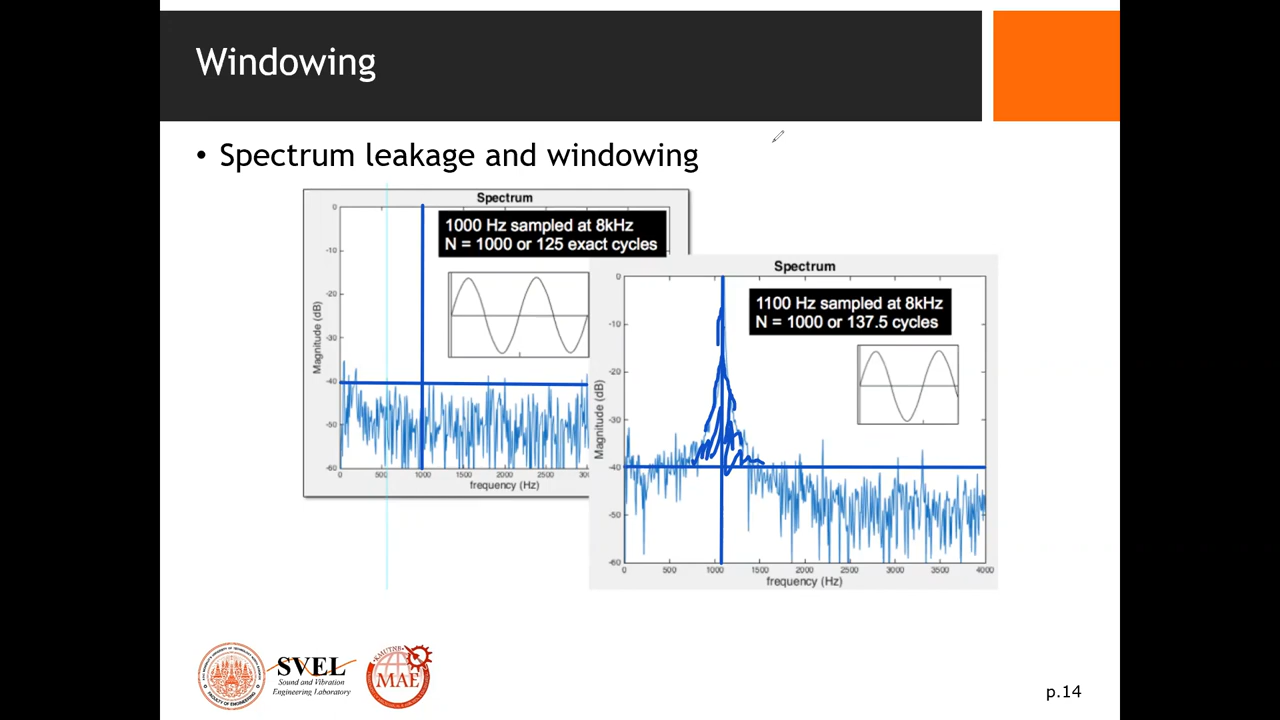 Windowing
• Spectrum leakage and windowing
Spectrum
1000 Hz sampled at 8kHz
N = 1000 or 125 exact cycles
Magnitude (dB)
0
-10
-20
-30
-40
-50
-60
0 500 1000 1500 2000 2500
frequency (Hz)
Spectrum
1100 Hz sampled at 8kHz
N = 1000 or 137.5 cycles
Magnitude (dB)
0
-10
-20
-30
-40
-50
-60
0 500 1000 1500 2000 2500 3000 3500 4000
frequency (Hz)
SVEL
Sound and Vibration
Engineering Laboratory
KMUTNB
MAE
p.14